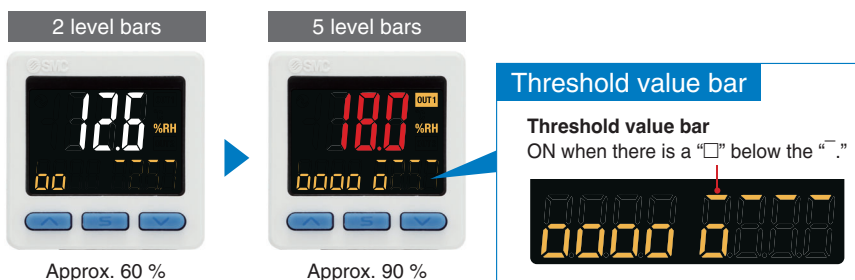 2 level bars
5 level bars
SMC
12.6
%RH
SMC
18.0
OUT1
%RH
S
S
Approx. 60 %
Approx. 90 %
Threshold value bar
Threshold value bar
ON when there is a “□” below the “¯.”